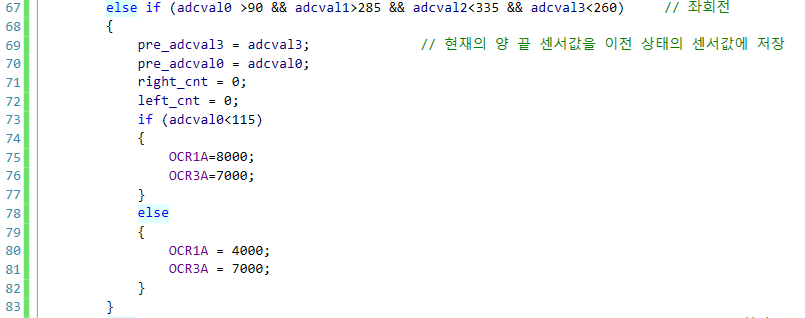 67 else if (adcval0 >90 && adcval1>285 && adcval2<335 && adcval3<260) // 좌회전
68 {
69 pre_adcval3 = adcval3; // 현재의 양 끝 센서값을 이전 상태의 센서값에 저장
70 pre_adcval0 = adcval0;
71 right_cnt = 0;
72 left_cnt = 0;
73 if (adcval0<115)
74 {
75 OCR1A=8000;
76 OCR3A=7000;
77 }
78 else
79 {
80 OCR1A = 4000;
81 OCR3A = 7000;
82 }
83 }